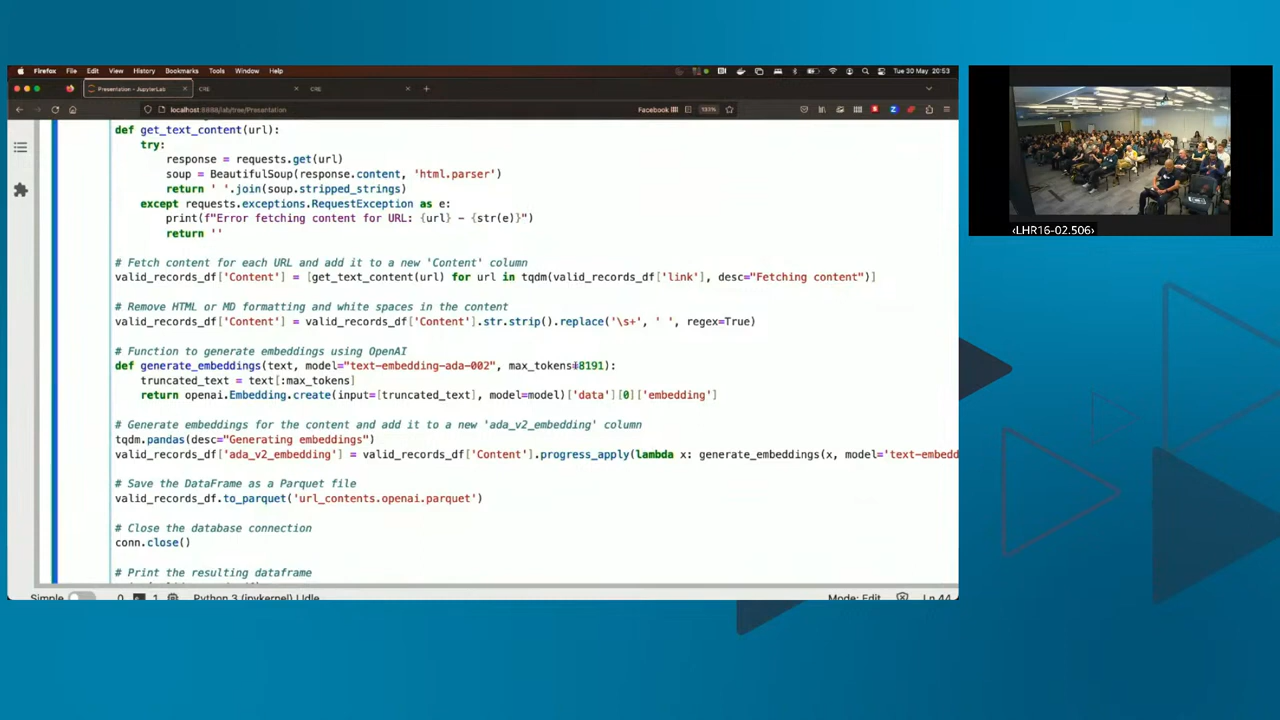 Firefox File Edit View History Bookmarks Tools Window Help Tue 30 May 20:53
Presentation - JupyterLab CRE CRE
localhost:8888/lab/tree/Presentation Facebook 133%
def get_text_content(url):
try:
response = requests.get(url)
soup = BeautifulSoup(response.content, 'html.parser')
return ' '.join(soup.stripped_strings)
except requests.exceptions.RequestException as e:
print(f"Error fetching content for URL: {url} - {str(e)}")
return ''
# Fetch content for each URL and add it to a new 'Content' column
valid_records_df['Content'] = [get_text_content(url) for url in tqdm(valid_records_df['link'], desc="Fetching content")]
# Remove HTML or MD formatting and white spaces in the content
valid_records_df['Content'] = valid_records_df['Content'].str.strip().replace('\s+', ' ', regex=True)
# Function to generate embeddings using OpenAI
def generate_embeddings(text, model="text-embedding-ada-002", max_tokens=8191):
truncated_text = text[:max_tokens]
return openai.Embedding.create(input=[truncated_text], model=model)['data'][0]['embedding']
# Generate embeddings for the content and add it to a new 'ada_v2_embedding' column
tqdm.pandas(desc="Generating embeddings")
valid_records_df['ada_v2_embedding'] = valid_records_df['Content'].progress_apply(lambda x: generate_embeddings(x, model='text-embedd
# Save the DataFrame as a Parquet file
valid_records_df.to_parquet('url_contents.openai.parquet')
# Close the database connection
conn.close()
# Print the resulting dataframe
Simple 0 1 Python 3 (ipykernel) | Idle Mode: Edit Ln 44
‹LHR16-02.506›